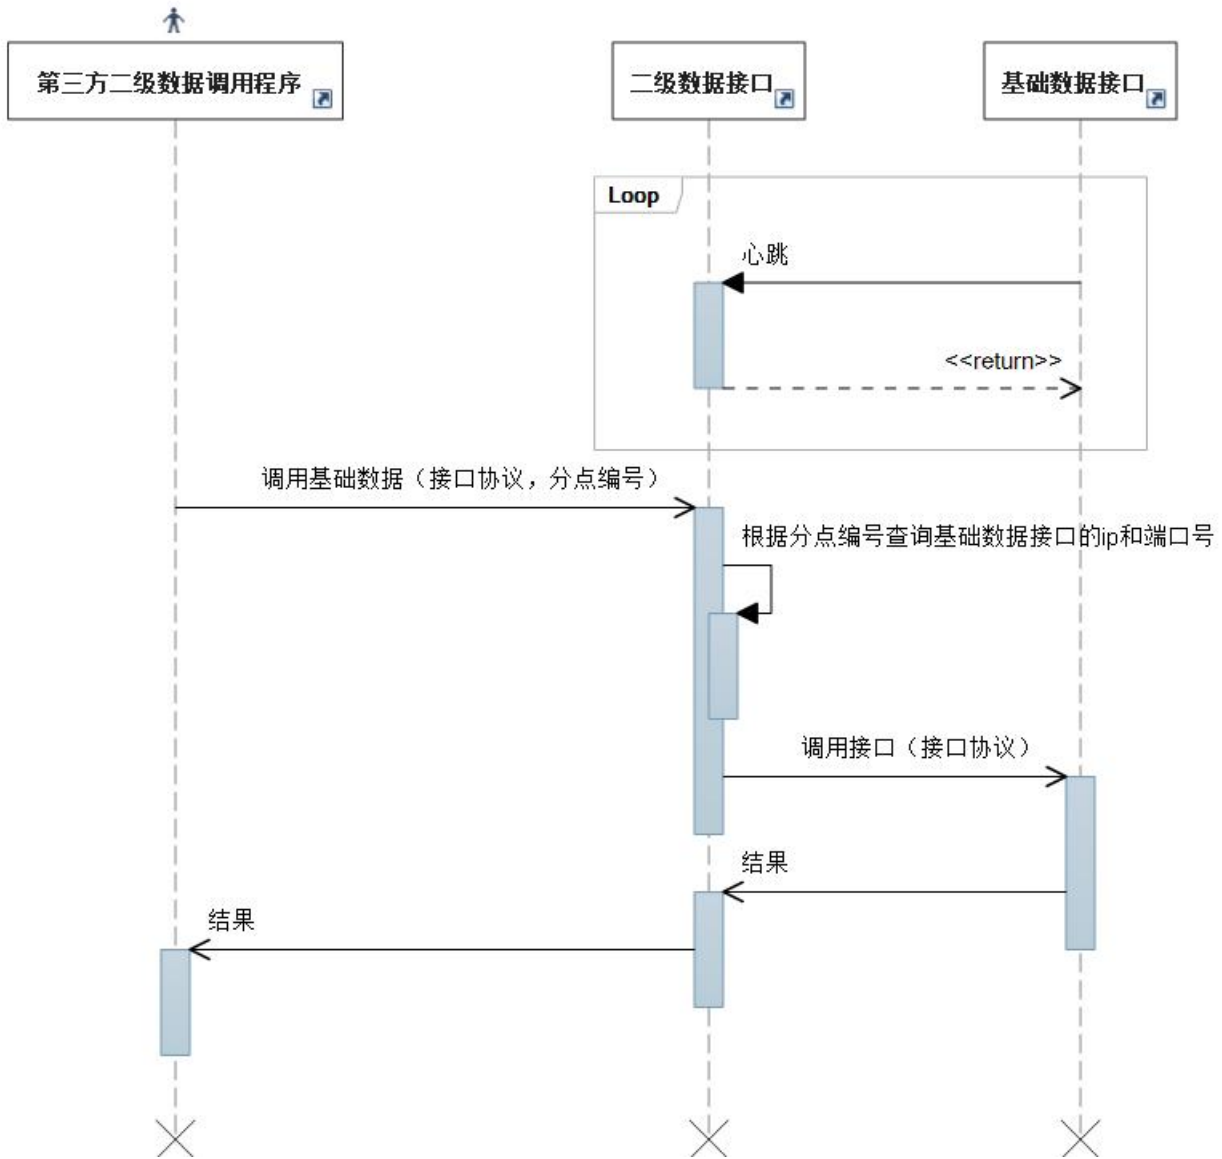 第三方二级数据调用程序
二级数据接口
基础数据接口
Loop
心跳
<<return>>
调用基础数据（接口协议，分点编号）
根据分点编号查询基础数据接口的ip和端口号
调用接口（接口协议）
结果
结果